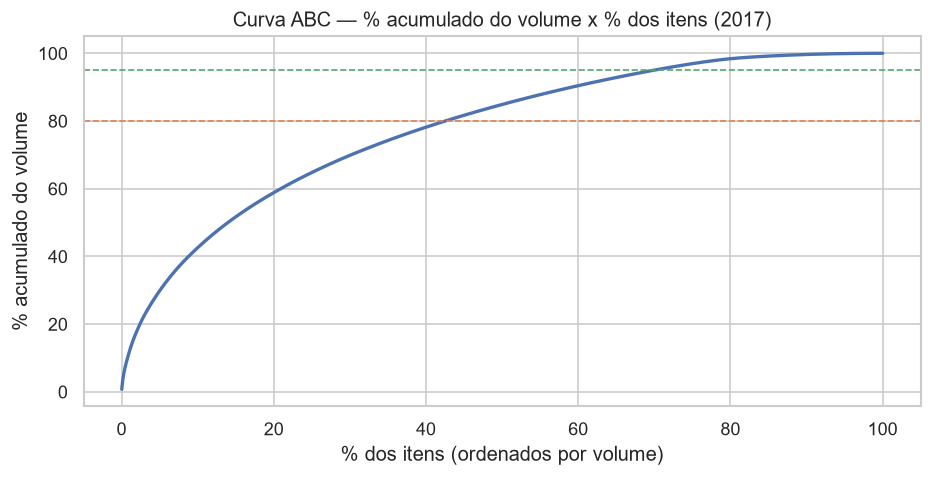 Curva ABC — % acumulado do volume x % dos itens (2017)
% acumulado do volume
100
80
60
40
20
0
0 20 40 60 80 100
% dos itens (ordenados por volume)